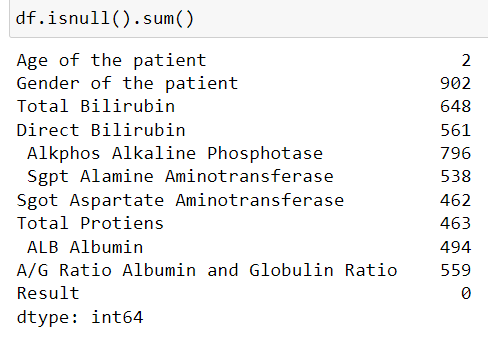 df.isnull().sum()
Age of the patient 2
Gender of the patient 902
Total Bilirubin 648
Direct Bilirubin 561
 Alkphos Alkaline Phosphotase 796
 Sgpt Alamine Aminotransferase 538
Sgot Aspartate Aminotransferase 462
Total Protiens 463
 ALB Albumin 494
A/G Ratio Albumin and Globulin Ratio 559
Result 0
dtype: int64